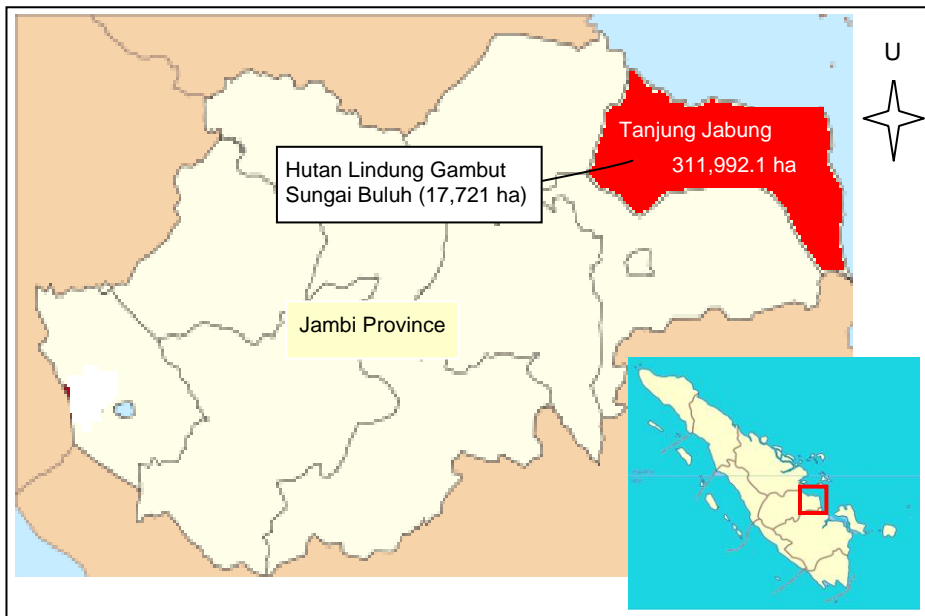 U
Tanjung Jabung
311,992.1 ha
Hutan Lindung Gambut
Sungai Buluh (17,721 ha)
Jambi Province